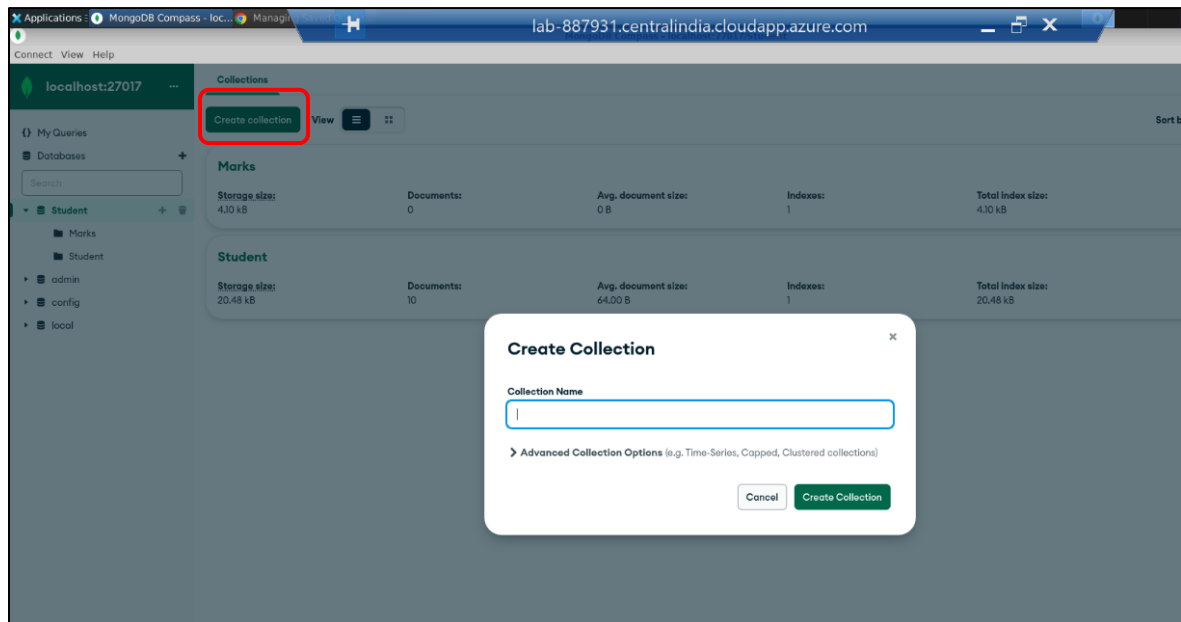 Applications
MongoDB Compass - loc...
Managin
lab-887931.centralindia.cloudapp.azure.com
Connect View Help
localhost:27017 ...
Collections
Create collection
View
Sort b
{} My Queries
Databases +
Search
Student +
Marks
Student
admin
config
local
Marks
Storage size: Documents: Avg. document size: Indexes: Total index size:
4.10 kB 0 0 B 1 4.10 kB
Student
Storage size: Documents: Avg. document size: Indexes: Total index size:
20.48 kB 10 64.00 B 1 20.48 kB
Create Collection
Collection Name
Advanced Collection Options (e.g. Time-Series, Capped, Clustered collections)
Cancel Create Collection